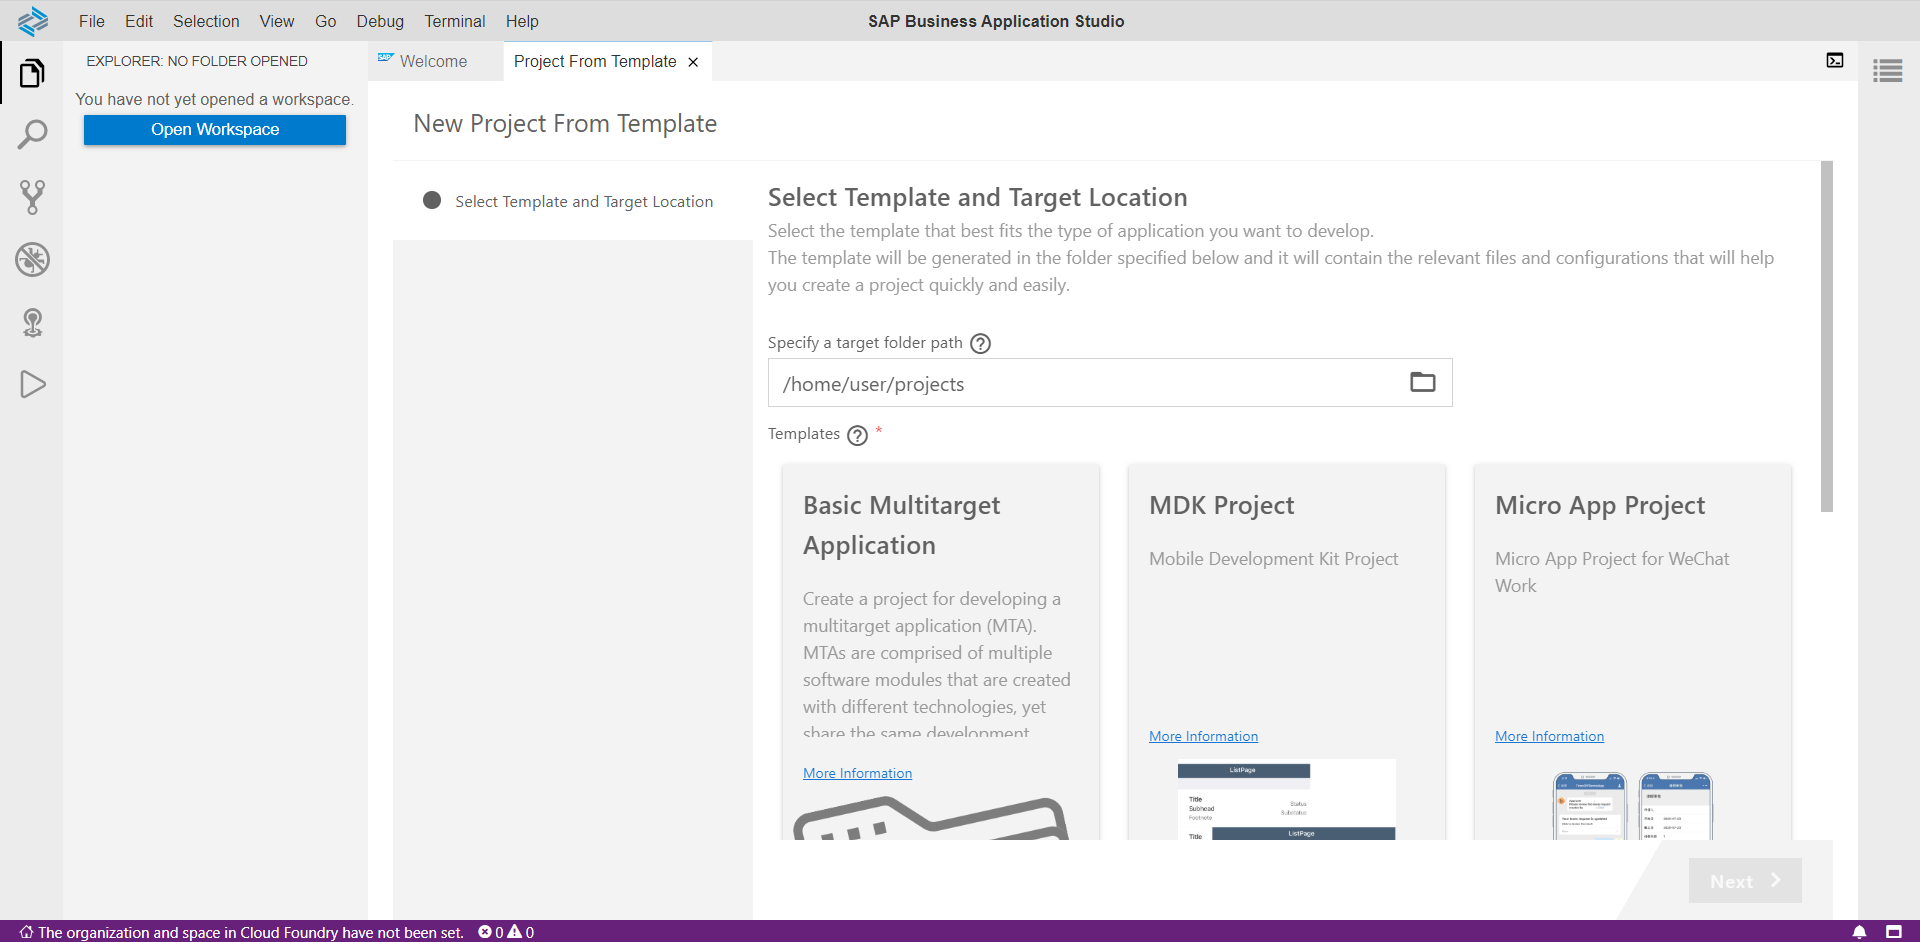 File Edit Selection View Go Debug Terminal Help
SAP Business Application Studio
EXPLORER: NO FOLDER OPENED
You have not yet opened a workspace.
Open Workspace
SAP Welcome
Project From Template
New Project From Template
Select Template and Target Location
Select Template and Target Location
Select the template that best fits the type of application you want to develop.
The template will be generated in the folder specified below and it will contain the relevant files and configurations that will help
you create a project quickly and easily.
Specify a target folder path
/home/user/projects
Templates *
Basic Multitarget
Application
Create a project for developing a
multitarget application (MTA).
MTAs are comprised of multiple
software modules that are created
with different technologies, yet
share the same development
More Information
MDK Project
Mobile Development Kit Project
More Information
ListPage
Title
Subhead
Footnote
Status
Substatus
Title
ListPage
Micro App Project
Micro App Project for WeChat
Work
More Information
Next
The organization and space in Cloud Foundry have not been set. 0 0